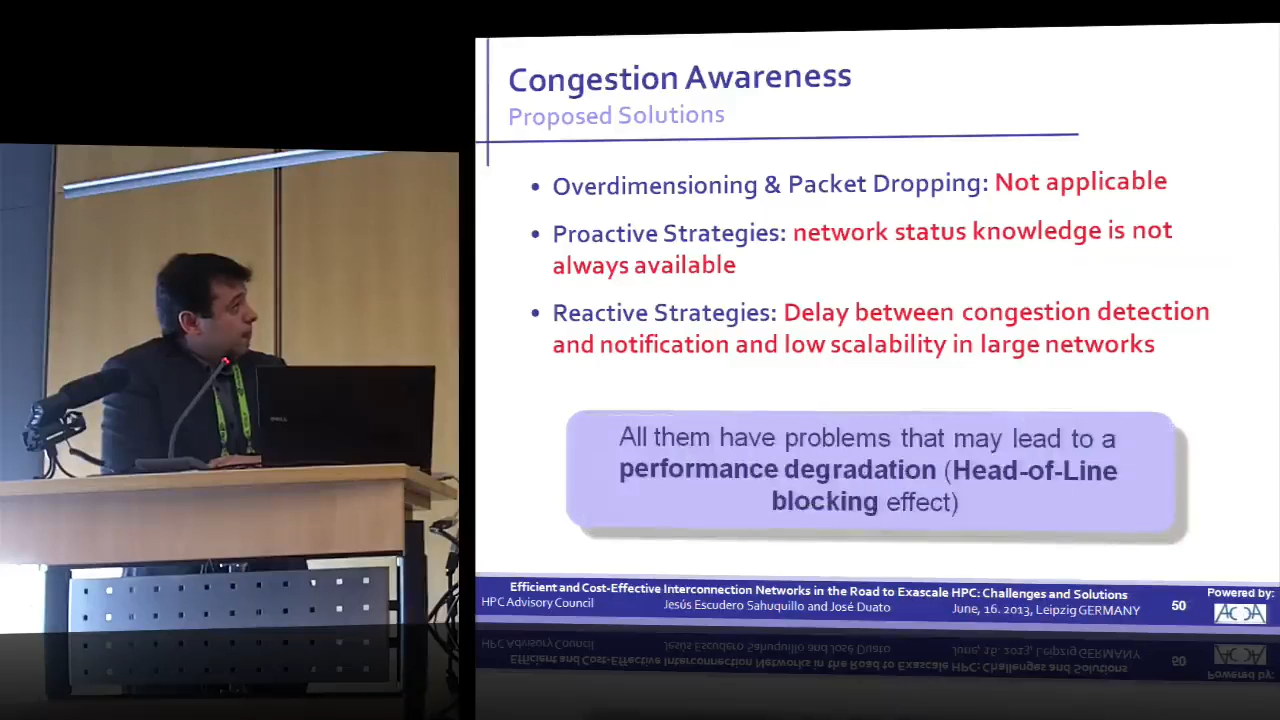 Congestion Awareness
Proposed Solutions
• Overdimensioning & Packet Dropping: Not applicable
• Proactive Strategies: network status knowledge is not
always available
• Reactive Strategies: Delay between congestion detection
and notification and low scalability in large networks
All them have problems that may lead to a
performance degradation (Head-of-Line
blocking effect)
Efficient and Cost-Effective Interconnection Networks in the Road to Exascale HPC: Challenges and Solutions
HPC Advisory Council Jesús Escudero Sahuquillo and José Duato June, 16. 2013, Leipzig GERMANY 50
Powered by:
DELL